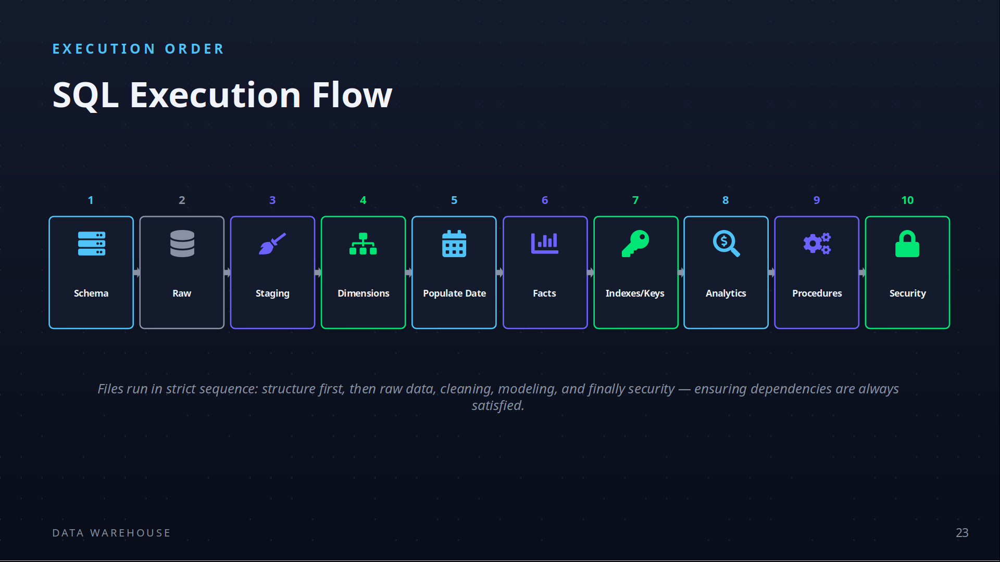 EXECUTION ORDER
SQL Execution Flow
1
2
3
4
5
6
7
8
9
10
Schema
Raw
Staging
Dimensions
Populate Date
Facts
Indexes/Keys
Analytics
Procedures
Security
Files run in strict sequence: structure first, then raw data, cleaning, modeling, and finally security — ensuring dependencies are always
satisfied.
DATA WAREHOUSE
23